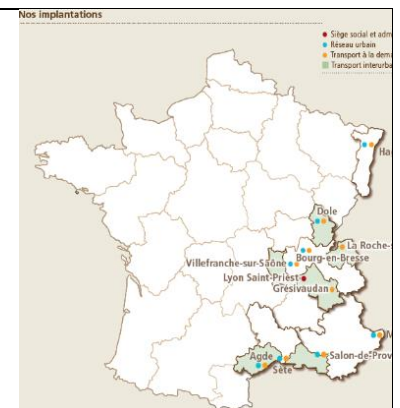 Nos implantations
Siège social et adm
Réseau urbain
Transport à la dema
Transport interurba
Ha
Dole
La Roche-s
Bourg-en-Bresse
Villefranche-sur-Saône
Lyon Saint-Priest
Grésivaudan
M
Agde
Salon-de-Prov
Sète